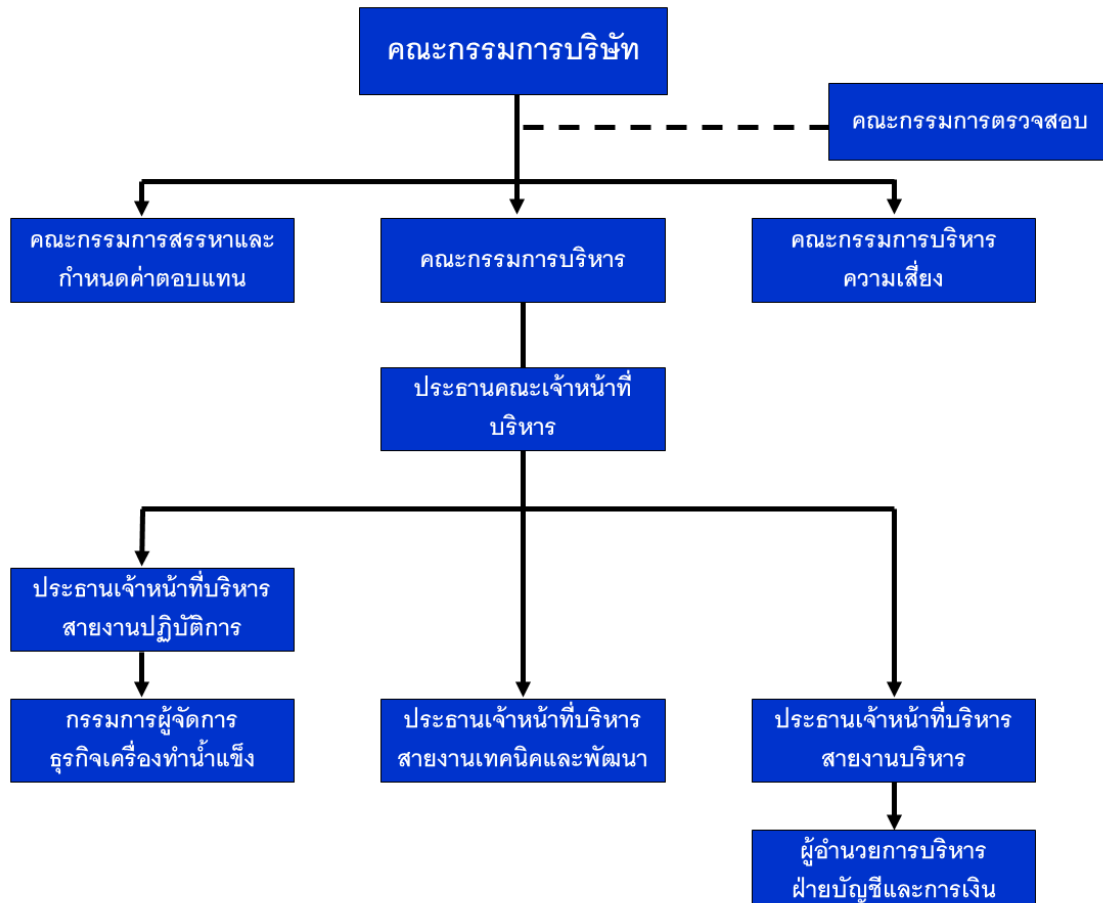 คณะกรรมการบริษัท
คณะกรรมการตรวจสอบ
คณะกรรมการสรรหาและ
กำหนดค่าตอบแทน
คณะกรรมการบริหาร
คณะกรรมการบริหาร
ความเสี่ยง
ประธานคณะเจ้าหน้าที่
บริหาร
ประธานเจ้าหน้าที่บริหาร
สายงานปฏิบัติการ
กรรมการผู้จัดการ
ธุรกิจเครื่องทำน้ำแข็ง
ประธานเจ้าหน้าที่บริหาร
สายงานเทคนิคและพัฒนา
ประธานเจ้าหน้าที่บริหาร
สายงานบริหาร
ผู้อำนวยการบริหาร
ฝ่ายบัญชีและการเงิน